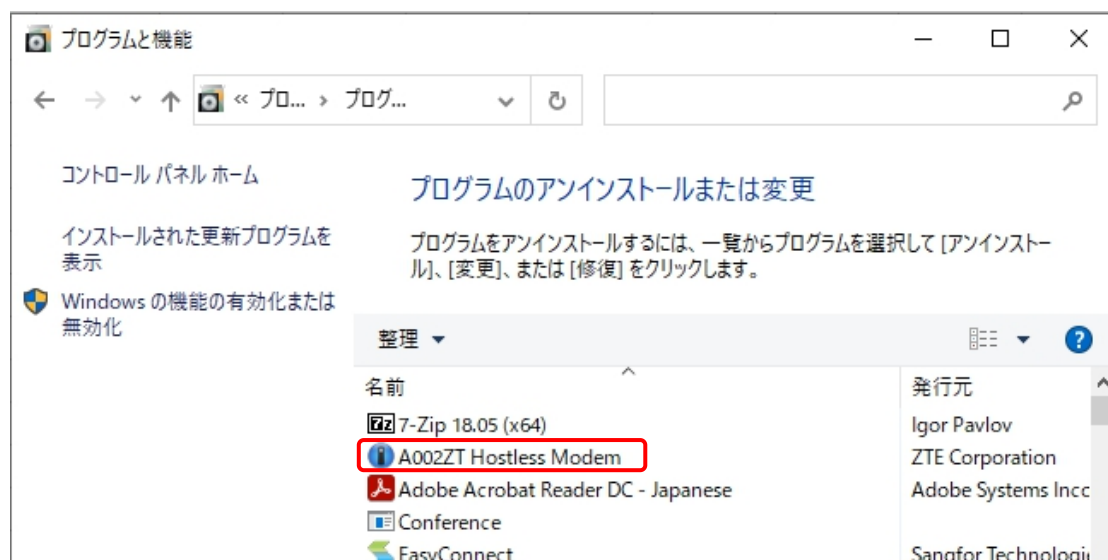 プログラムと機能
« プロ... › プログ...
コントロール パネル ホーム
インストールされた更新プログラムを
表示
Windows の機能の有効化または
無効化
プログラムのアンインストールまたは変更
プログラムをアンインストールするには、一覧からプログラムを選択して [アンインストー
ル]、[変更]、または [修復] をクリックします。
整理
名前 発行元
7-Zip 18.05 (x64) Igor Pavlov
A002ZT Hostless Modem ZTE Corporation
Adobe Acrobat Reader DC - Japanese Adobe Systems Incc
Conference
EasyConnect Sangfor Technologi